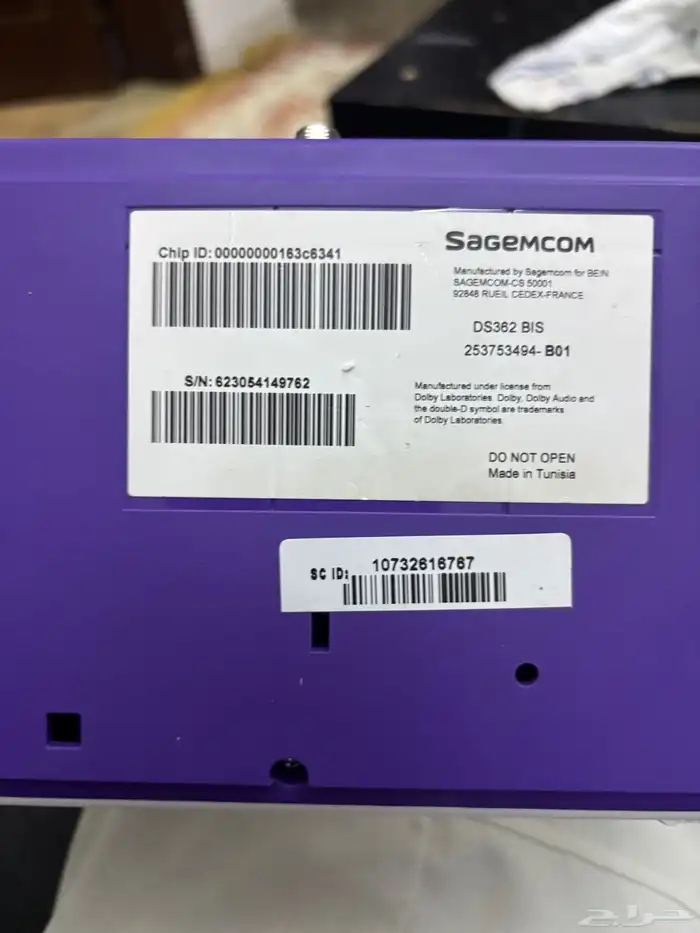 Chip ID: 00000000163c6341
SAGEMCOM
Manufactured by Sagemcom for BEIN
SAGEMCOM-CS 50001
92848 RUEIL CEDEX-FRANCE
DS362 BIS
253753494- B01
S/N: 623054149762
Manufactured under license from
Dolby Laboratories. Dolby, Dolby Audio and
the double-D symbol are trademarks
of Dolby Laboratories.
DO NOT OPEN
Made in Tunisia
SC ID: 10732616767
حراج